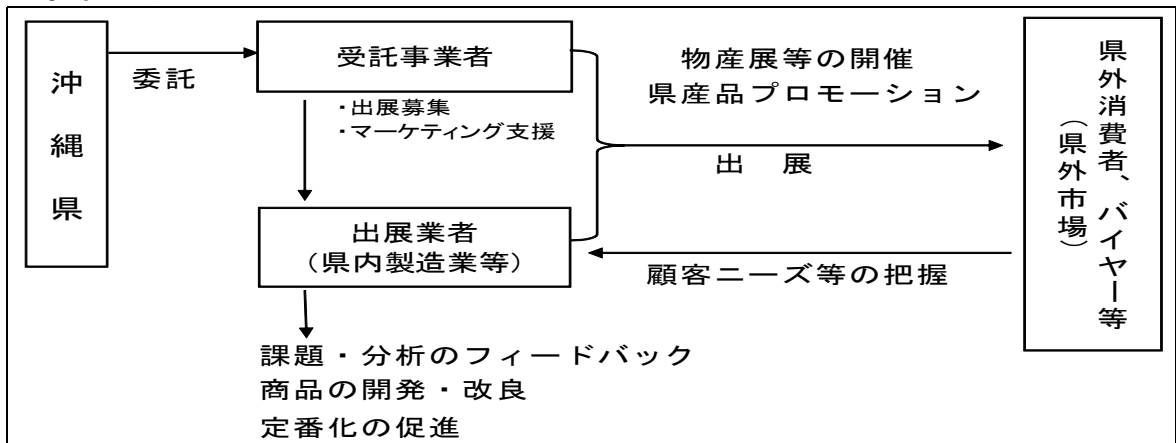 沖縄県
委託
受託事業者
・出展募集
・マーケティング支援
物産展等の開催
県産品プロモーション
出　展
県外消費者、バイヤー等
（県外市場）
出展業者
（県内製造業等）
顧客ニーズ等の把握
課題・分析のフィードバック
商品の開発・改良
定番化の促進